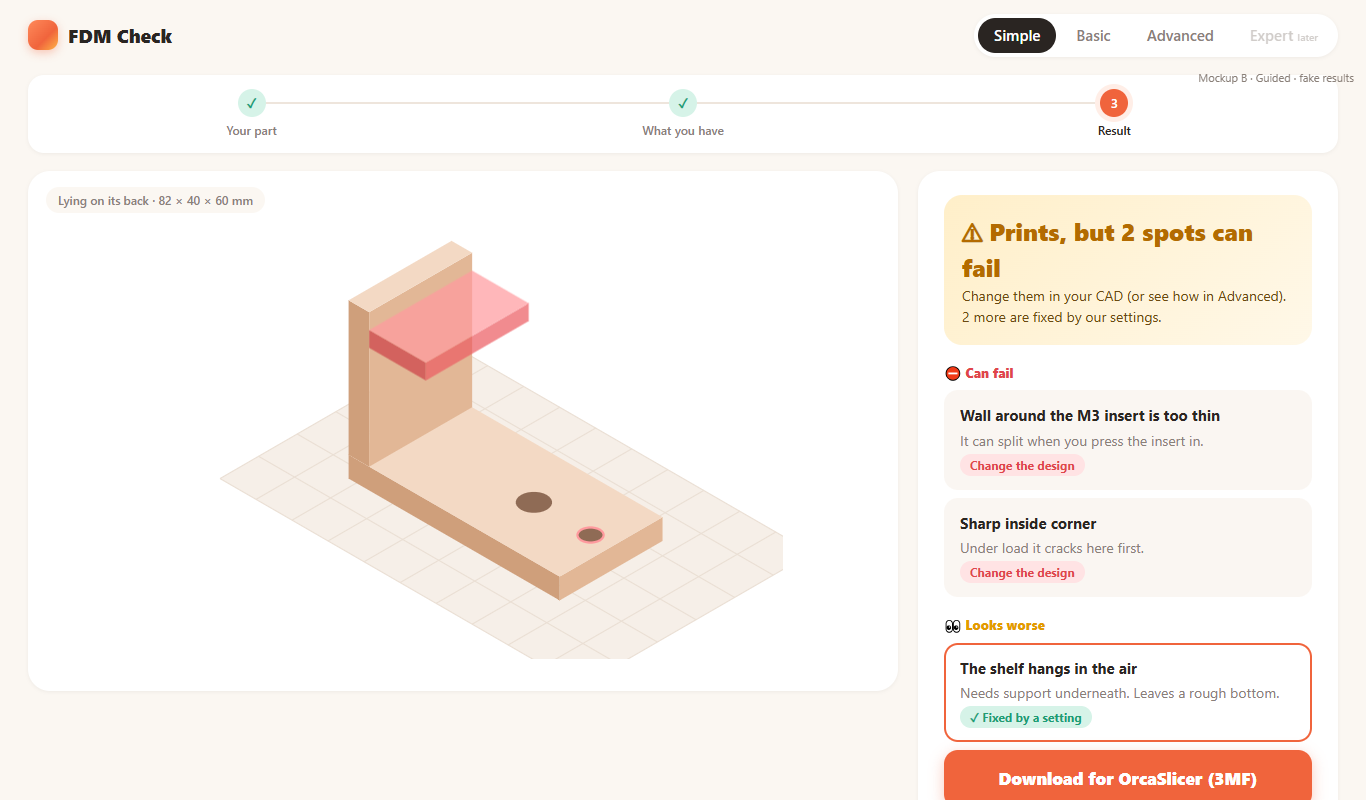 FDM Check
Simple
Basic
Advanced
Expert later
Mockup B · Guided · fake results
✓
✓
3
Your part
What you have
Result
Lying on its back · 82 × 40 × 60 mm
⚠ Prints, but 2 spots can
fail
Change them in your CAD (or see how in Advanced).
2 more are fixed by our settings.
⛔ Can fail
Wall around the M3 insert is too thin
It can split when you press the insert in.
Change the design
Sharp inside corner
Under load it cracks here first.
Change the design
👀 Looks worse
The shelf hangs in the air
Needs support underneath. Leaves a rough bottom.
✓ Fixed by a setting
Download for OrcaSlicer (3MF)